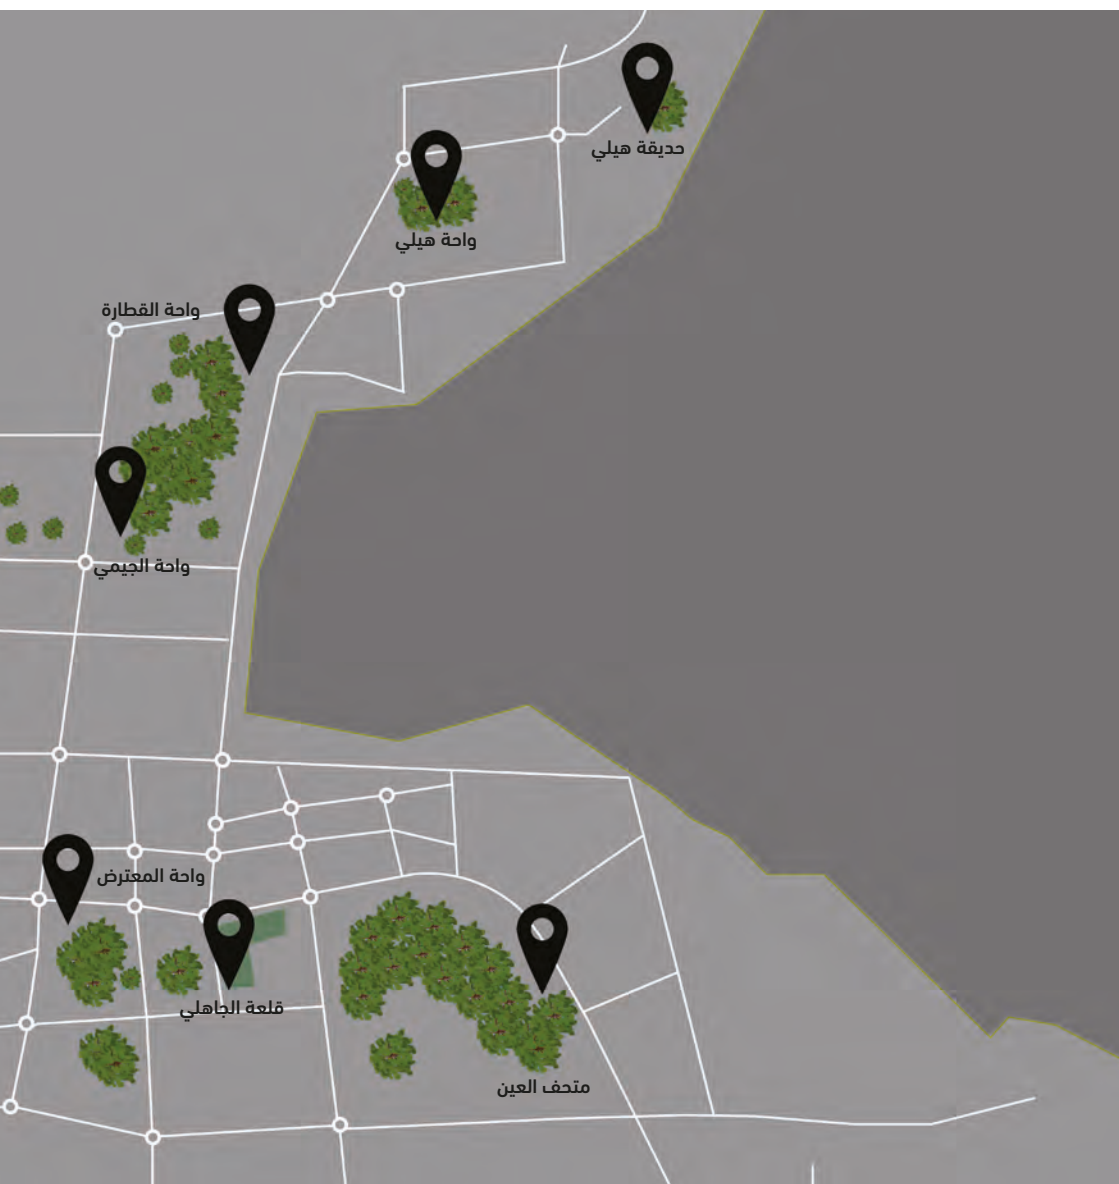 حديقة هيلي
واحة هيلي
واحة القطارة
واحة الجيمي
واحة المعترض
قلعة الجاهلي
متحف العين